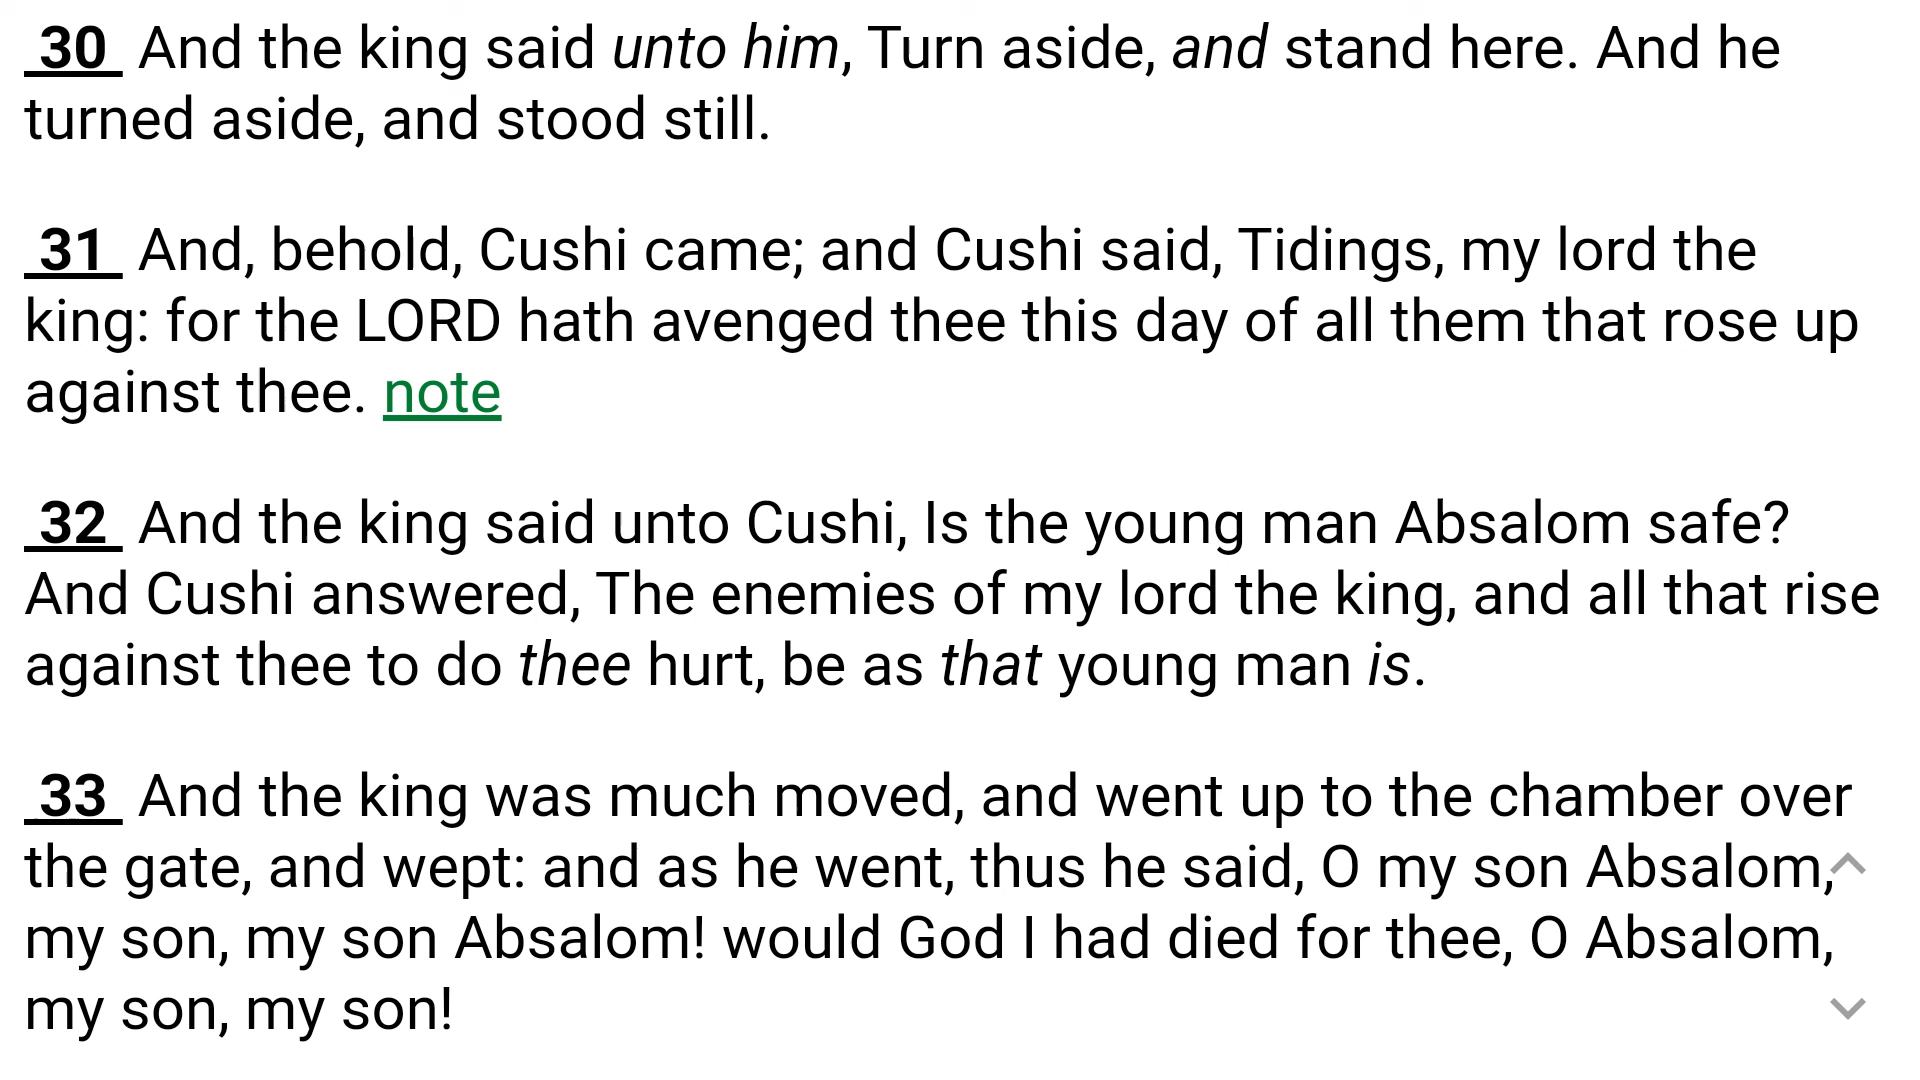 30 And the king said unto him, Turn aside, and stand here. And he
turned aside, and stood still.
31 And, behold, Cushi came; and Cushi said, Tidings, my lord the
king: for the LORD hath avenged thee this day of all them that rose up
against thee. note
32 And the king said unto Cushi, Is the young man Absalom safe?
And Cushi answered, The enemies of my lord the king, and all that rise
against thee to do thee hurt, be as that young man is.
33 And the king was much moved, and went up to the chamber over
the gate, and wept: and as he went, thus he said, O my son Absalom,
my son, my son Absalom! would God I had died for thee, O Absalom,
my son, my son!